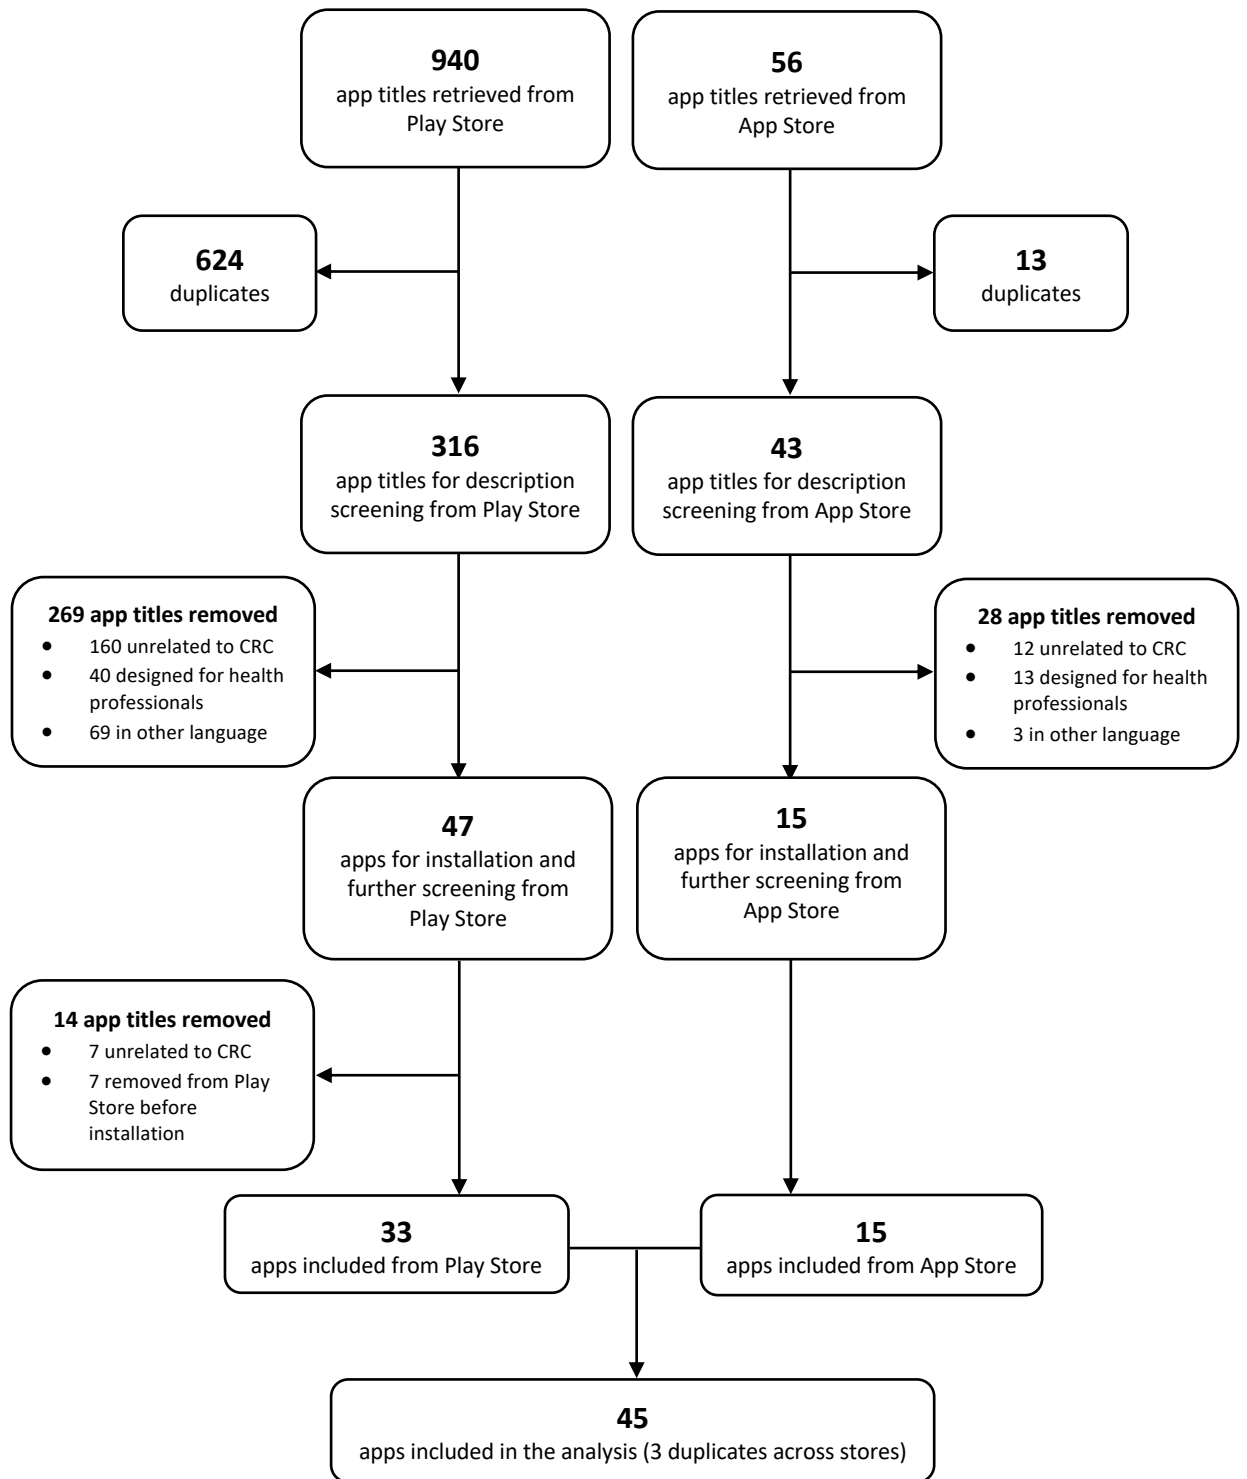 940
app titles retrieved from
Play Store
56
app titles retrieved from
App Store
624
duplicates
13
duplicates
316
app titles for description
screening from Play Store
43
app titles for description
screening from App Store
269 app titles removed
• 160 unrelated to CRC
• 40 designed for health
professionals
• 69 in other language
28 app titles removed
• 12 unrelated to CRC
• 13 designed for health
professionals
• 3 in other language
47
apps for installation and
further screening from
Play Store
15
apps for installation and
further screening from
App Store
14 app titles removed
• 7 unrelated to CRC
• 7 removed from Play
Store before
installation
33
apps included from Play Store
15
apps included from App Store
45
apps included in the analysis (3 duplicates across stores)